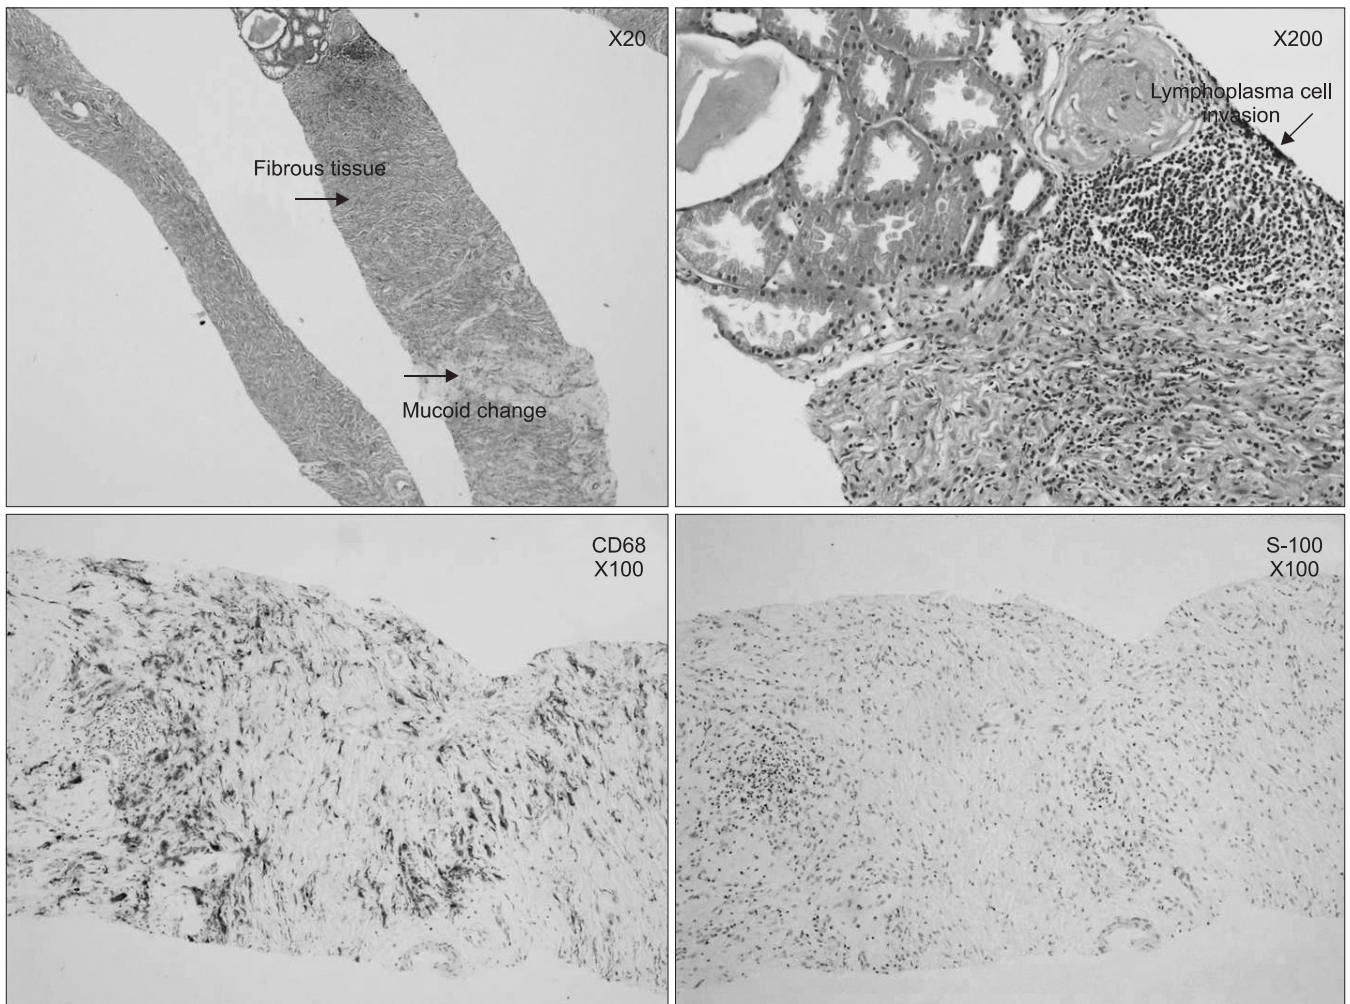 X20
Fibrous tissue
Mucoid change
X200
Lymphoplasma cell
invasion
CD68
X100
S-100
X100